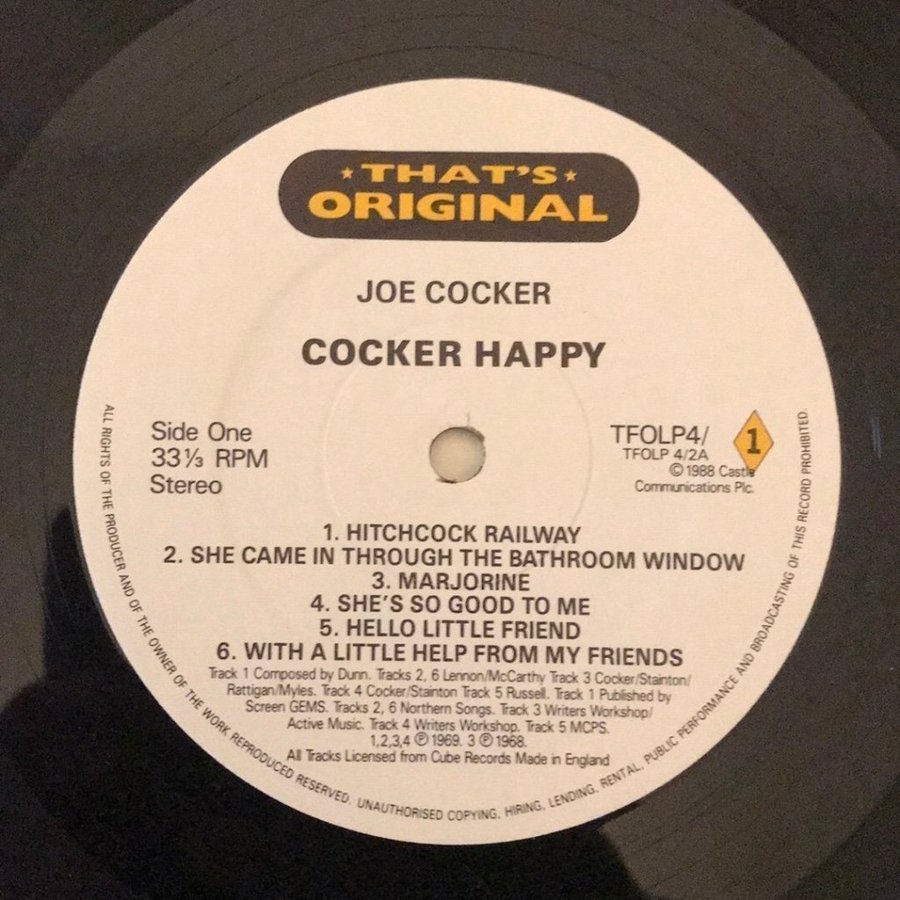 ★ THAT'S ★
ORIGINAL
JOE COCKER
COCKER HAPPY
Side One
33⅓ RPM
Stereo
TFOLP4/
TFOLP 4/2A
© 1988 Castle
Communications Plc.
1
1. HITCHCOCK RAILWAY
2. SHE CAME IN THROUGH THE BATHROOM WINDOW
3. MARJORINE
4. SHE'S SO GOOD TO ME
5. HELLO LITTLE FRIEND
6. WITH A LITTLE HELP FROM MY FRIENDS
Track 1 Composed by Dunn. Tracks 2, 6 Lennon/McCarthy Track 3 Cocker/Stainton/
Rattigan/Myles. Track 4 Cocker/Stainton Track 5 Russell. Track 1 Published by
Screen GEMS. Tracks 2, 6 Northern Songs. Track 3 Writers Workshop/
Active Music. Track 4 Writers Workshop. Track 5 MCPS.
1,2,3,4 ℗ 1969. 3 ℗ 1968.
All Tracks Licensed from Cube Records Made in England
ALL RIGHTS OF THE PRODUCER AND OF THE OWNER OF THE WORK REPRODUCED RESERVED. UNAUTHORISED COPYING, HIRING, LENDING, RENTAL, PUBLIC PERFORMANCE AND BROADCASTING OF THIS RECORD PROHIBITED.